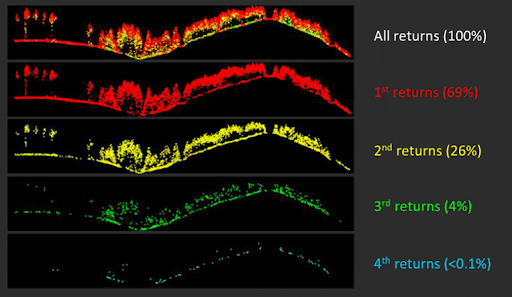 All returns (100%)
1st returns (69%)
2nd returns (26%)
3rd returns (4%)
4th returns (<0.1%)